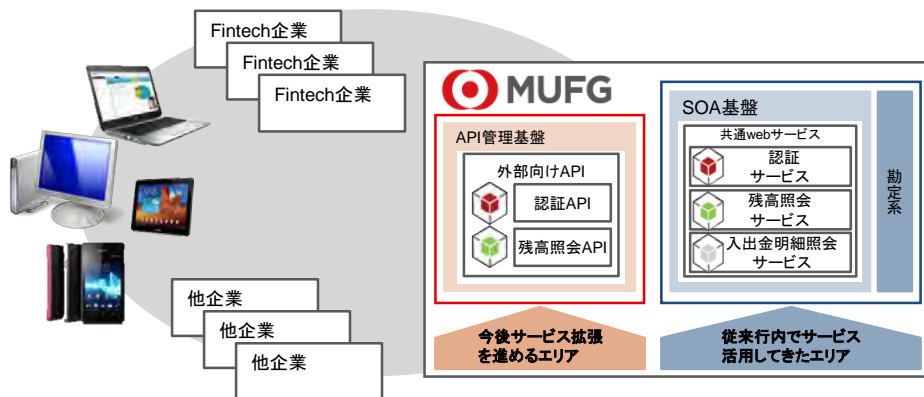 Fintech企業
Fintech企業
Fintech企業
MUFG
API管理基盤
外部向けAPI
認証API
残高照会API
SOA基盤
共通webサービス
認証
サービス
残高照会
サービス
入出金明細照会
サービス
勘定系
他企業
他企業
他企業
今後サービス拡張
を進めるエリア
従来行内でサービス
活用してきたエリア